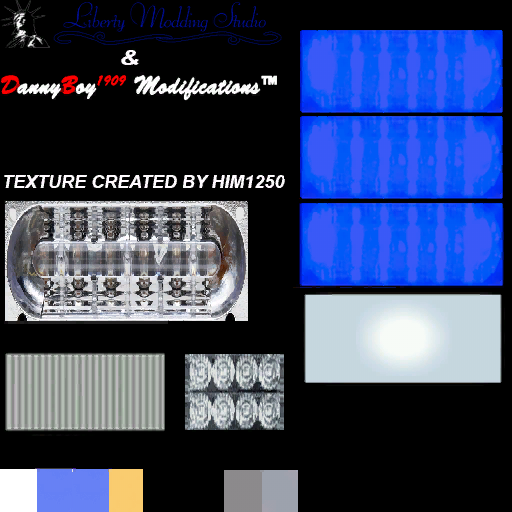 Liberty Modding Studio
&
DannyBoy1909 Modifications™
TEXTURE CREATED BY HIM1250